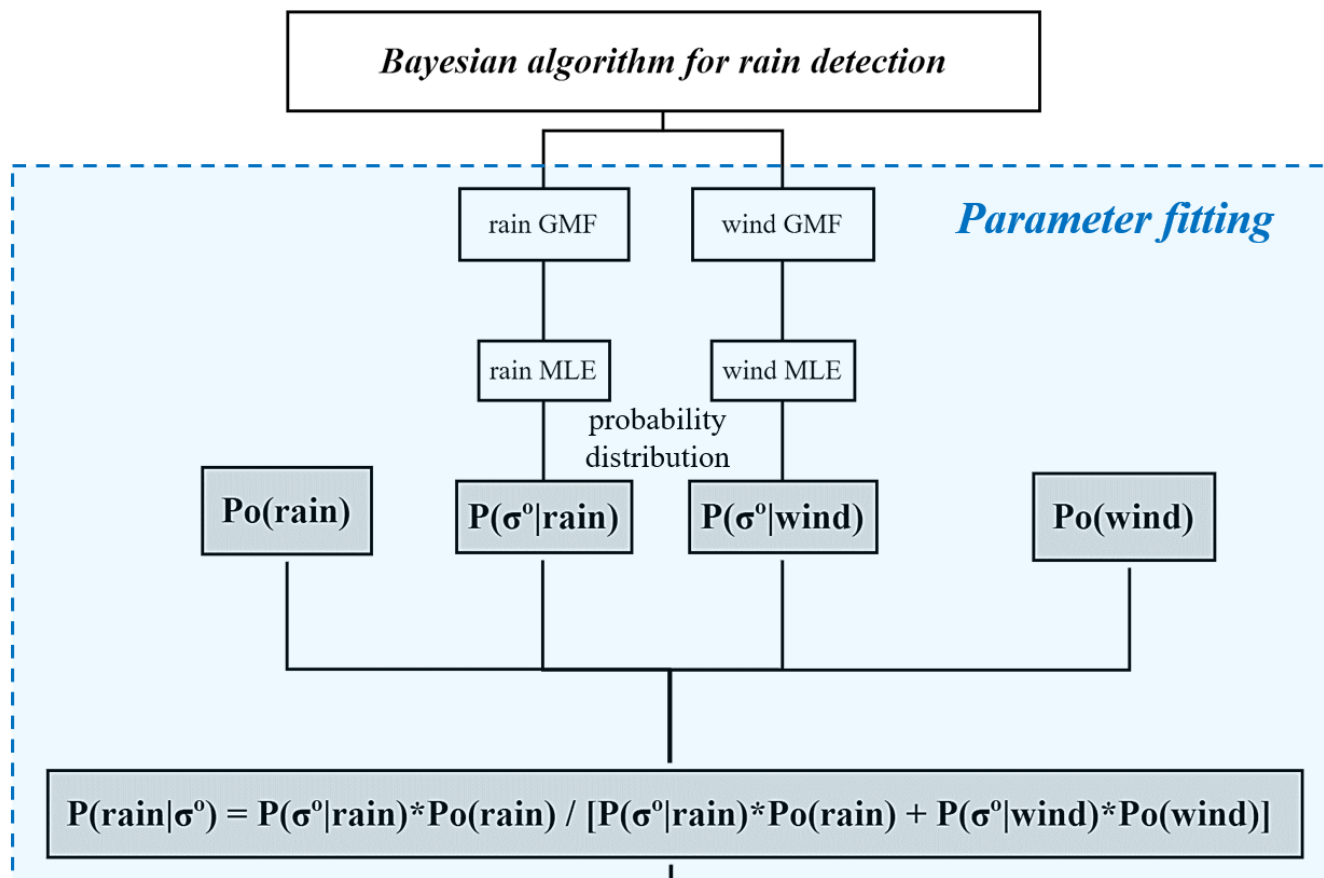 Bayesian algorithm for rain detection
Parameter fitting
rain GMF
wind GMF
rain MLE
wind MLE
probability
distribution
Po(rain)
P(σº|rain)
P(σº|wind)
Po(wind)
P(rain|σº) = P(σº|rain)*Po(rain) / [P(σº|rain)*Po(rain) + P(σº|wind)*Po(wind)]